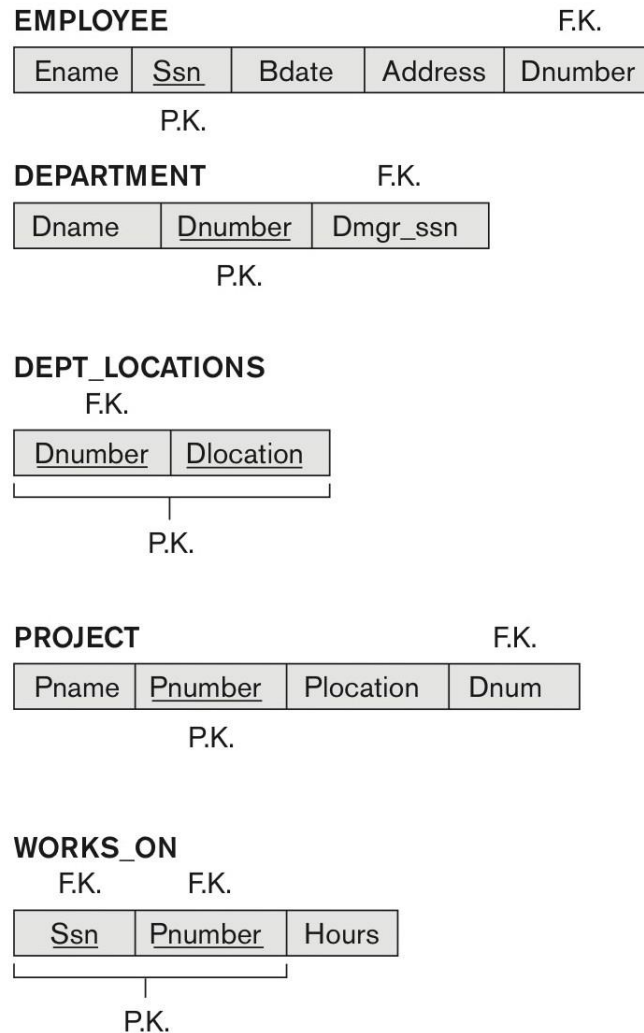 EMPLOYEE F.K.
Ename Ssn Bdate Address Dnumber
P.K.
DEPARTMENT F.K.
Dname Dnumber Dmgr_ssn
P.K.
DEPT_LOCATIONS
F.K.
Dnumber Dlocation
P.K.
PROJECT F.K.
Pname Pnumber Plocation Dnum
P.K.
WORKS_ON
F.K. F.K.
Ssn Pnumber Hours
P.K.